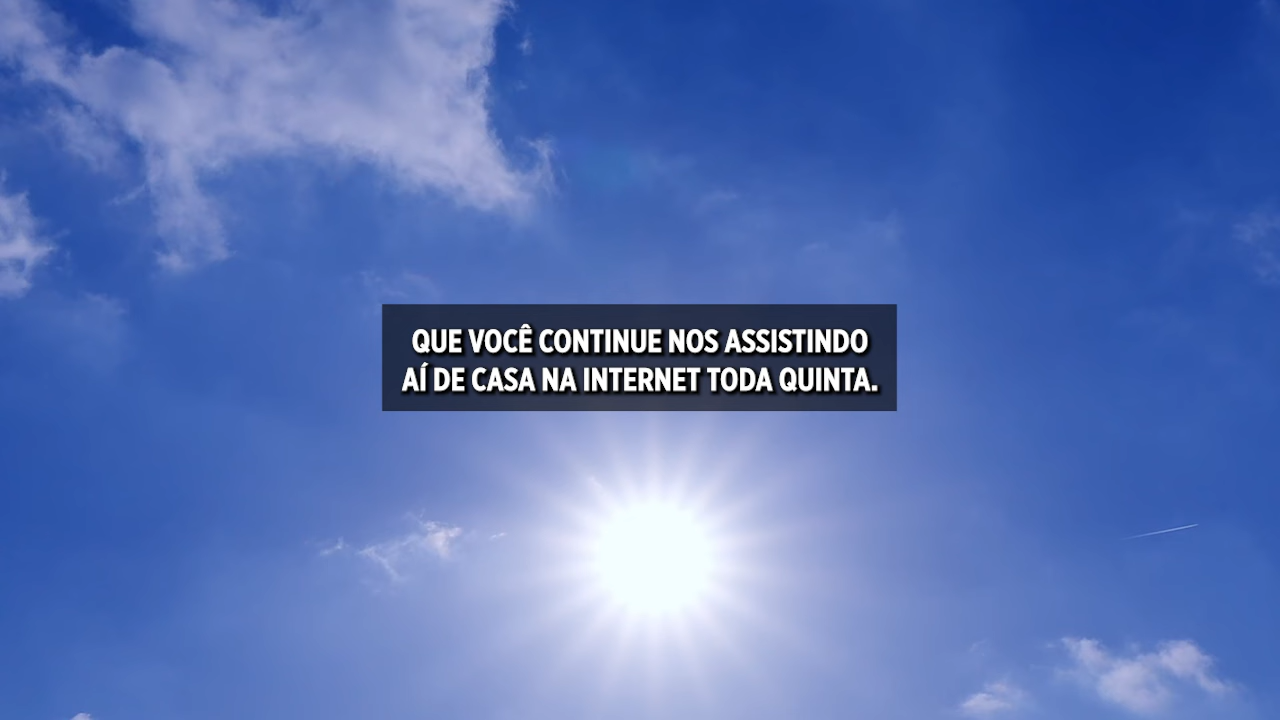 QUE VOCÊ CONTINUE NOS ASSISTINDO
AÍ DE CASA NA INTERNET TODA QUINTA.